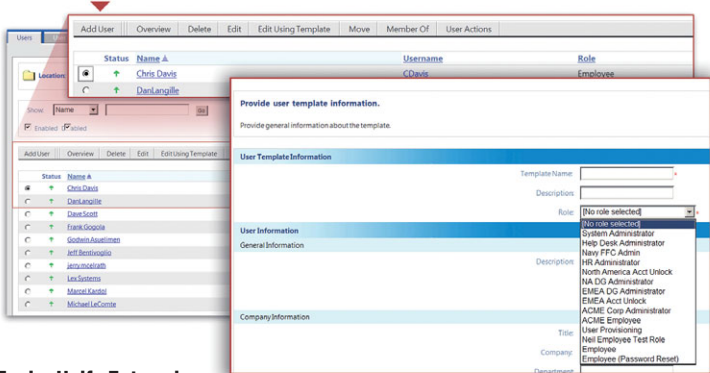 Add User Overview Delete Edit Edit Using Template Move Member Of User Actions
Status Name Username Role
Chris Davis CDavis Employee
DanLangille
Users
Location
Show: Name Go
Enabled
Add User Overview Delete Edit Edit Using Template
Status Name
Chris Davis
DanLangille
Dave Scott
Frank Gogola
Godwin Asuelimen
Jeff Bentivoglio
jerry.mcelrath
Lex Systems
Marcel Kardol
Michael LeComte
Provide user template information.
Provide general information about the template.
User Template Information
Template Name: *
Description:
Role: [No role selected] *
[No role selected]
System Administrator
Help Desk Administrator
Navy FFC Admin
HR Administrator
North America Acct Unlock
NA DG Administrator
EMEA DG Administrator
EMEA Acct Unlock
ACME Corp Administrator
ACME Employee
User Provisioning
Neil Employee Test Role
Employee
Employee (Password Reset)
User Information
General Information
Description:
Company Information
Title:
Company:
Department